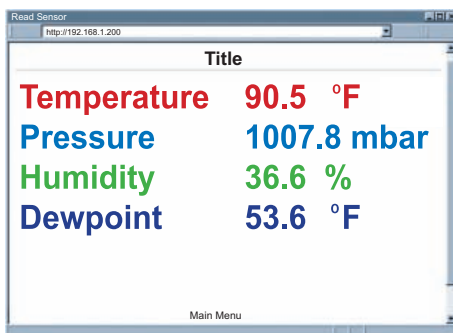 Read Sensor
http://192.168.1.200
Title
Temperature 90.5 °F
Pressure 1007.8 mbar
Humidity 36.6 %
Dewpoint 53.6 °F
Main Menu